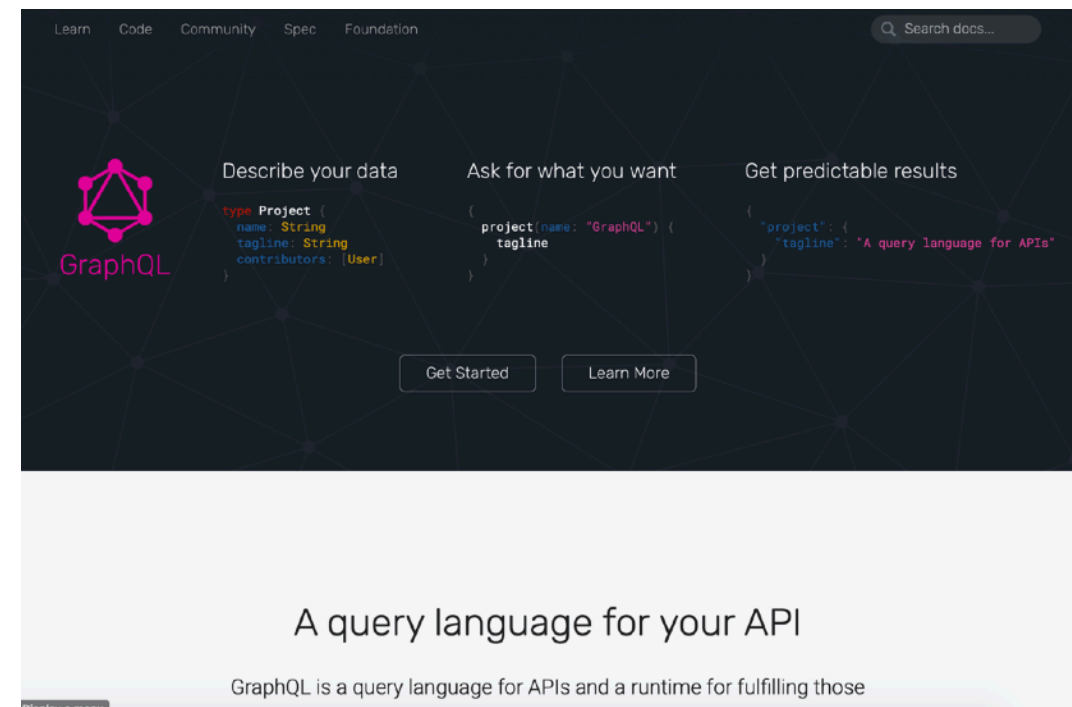 Learn Code Community Spec Foundation
Search docs...
GraphQL
Describe your data
type Project {
name: String
tagline: String
contributors: [User]
}
Ask for what you want
{
project(name: "GraphQL") {
tagline
}
}
Get predictable results
{
"project": {
"tagline": "A query language for APIs"
}
}
Get Started
Learn More
A query language for your API
GraphQL is a query language for APIs and a runtime for fulfilling those